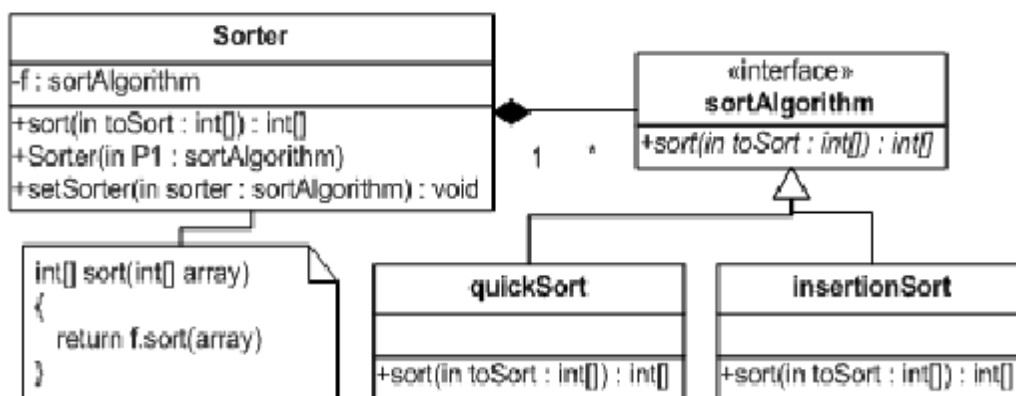 Sorter
-f : sortAlgorithm
+sort(in toSort : int[]) : int[]
+Sorter(in P1 : sortAlgorithm)
+setSorter(in sorter : sortAlgorithm) : void
1 *
«interface»
sortAlgorithm
+sort(in toSort : int[]) : int[]
int[] sort(int[] array)
{
return f.sort(array)
}
quickSort
+sort(in toSort : int[]) : int[]
insertionSort
+sort(in toSort : int[]) : int[]